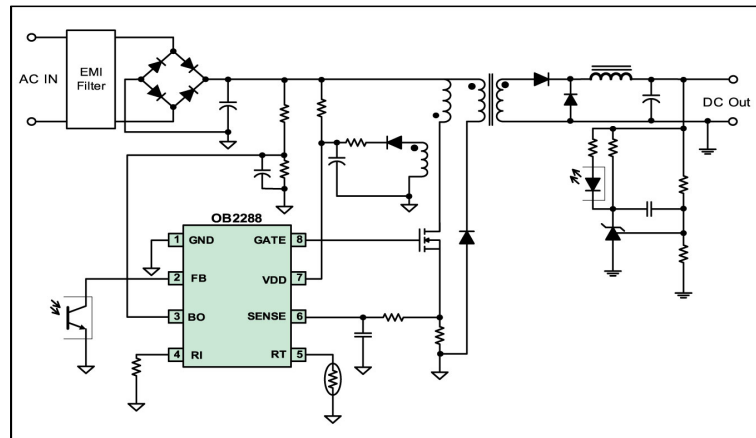 AC IN
EMI
Filter
DC Out
OB2288
1 GND GATE 8
2 FB VDD 7
3 BO SENSE 6
4 RI RT 5